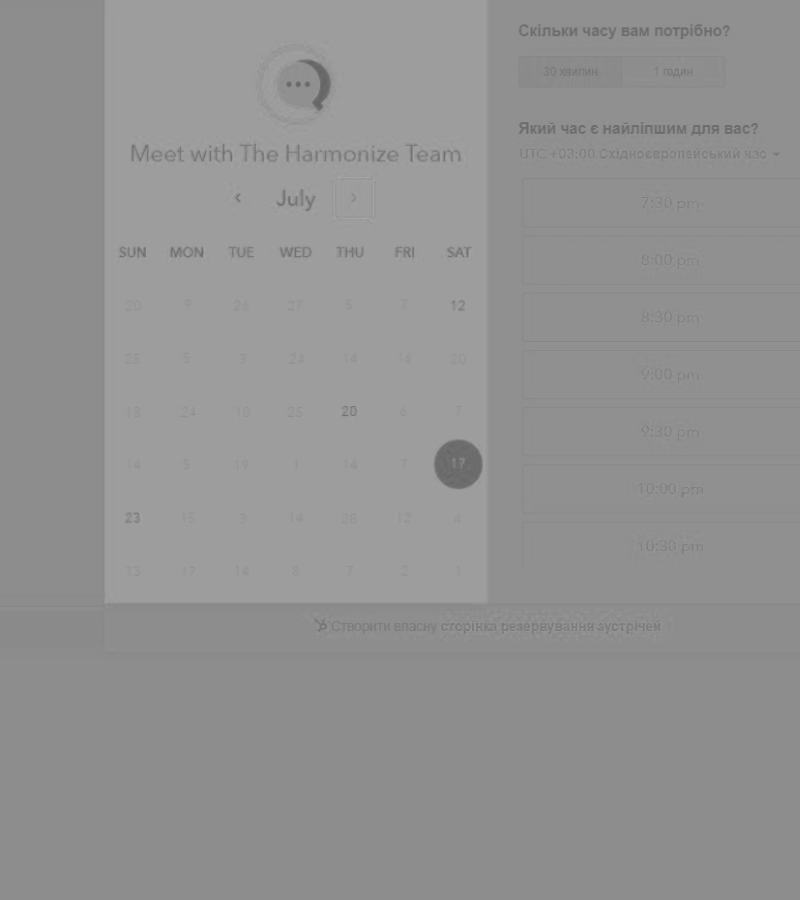 Meet with The Harmonize Team
July
SUN MON TUE WED THU FRI SAT
20 9 26 27 5 7 12
25 5 3 24 14 14 20
13 24 10 25 20 6 7
14 5 19 1 14 7 17
23 15 3 14 28 12 4
13 17 14 8 7 2 1
Скільки часу вам потрібно?
30 хвилин 1 годин
Який час є найліпшим для вас?
UTC +03:00 Східноєвропейський час
7:30 pm
8:00 pm
8:30 pm
9:00 pm
9:30 pm
10:00 pm
10:30 pm
Створити власну сторінка резервування зустрічей